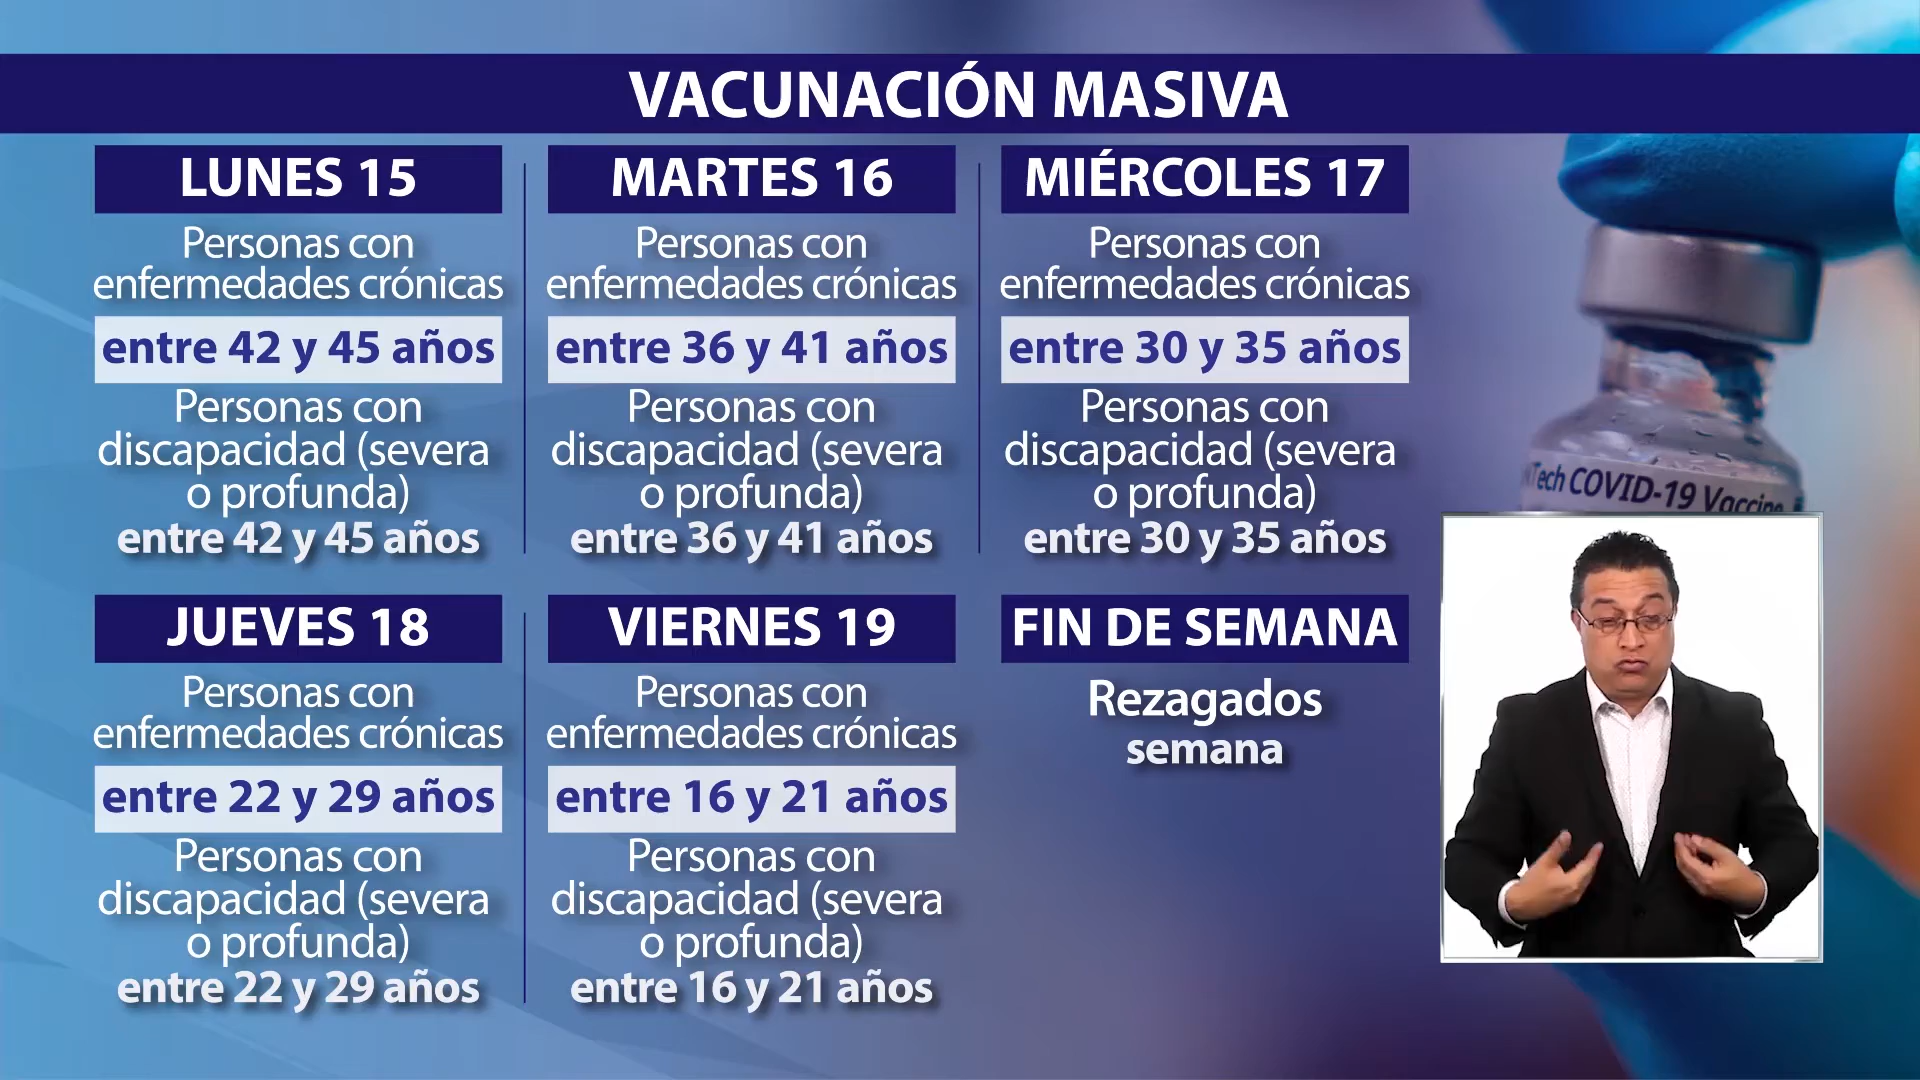 VACUNACIÓN MASIVA
LUNES 15
Personas con
enfermedades crónicas
entre 42 y 45 años
Personas con
discapacidad (severa
o profunda)
entre 42 y 45 años
MARTES 16
Personas con
enfermedades crónicas
entre 36 y 41 años
Personas con
discapacidad (severa
o profunda)
entre 36 y 41 años
MIÉRCOLES 17
Personas con
enfermedades crónicas
entre 30 y 35 años
Personas con
discapacidad (severa
o profunda)
entre 30 y 35 años
JUEVES 18
Personas con
enfermedades crónicas
entre 22 y 29 años
Personas con
discapacidad (severa
o profunda)
entre 22 y 29 años
VIERNES 19
Personas con
enfermedades crónicas
entre 16 y 21 años
Personas con
discapacidad (severa
o profunda)
entre 16 y 21 años
FIN DE SEMANA
Rezagados
semana
Tech COVID-19 Vaccine